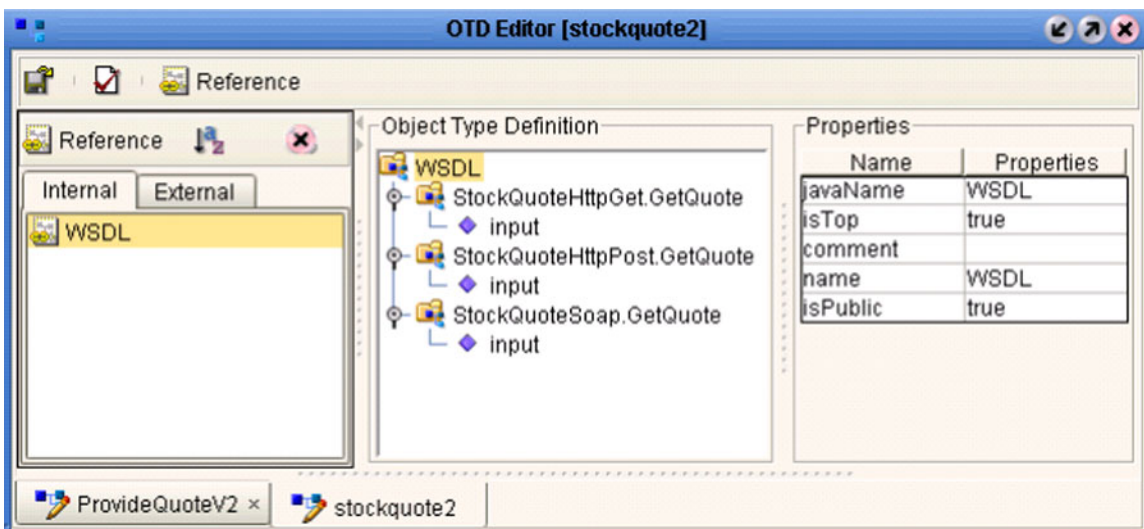 OTD Editor [stockquote2]
Reference
Reference
Internal External
WSDL
Object Type Definition
WSDL
StockQuoteHttpGet.GetQuote
input
StockQuoteHttpPost.GetQuote
input
StockQuoteSoap.GetQuote
input
Properties
Name Properties
javaName WSDL
isTop true
comment
name WSDL
isPublic true
ProvideQuoteV2 × stockquote2